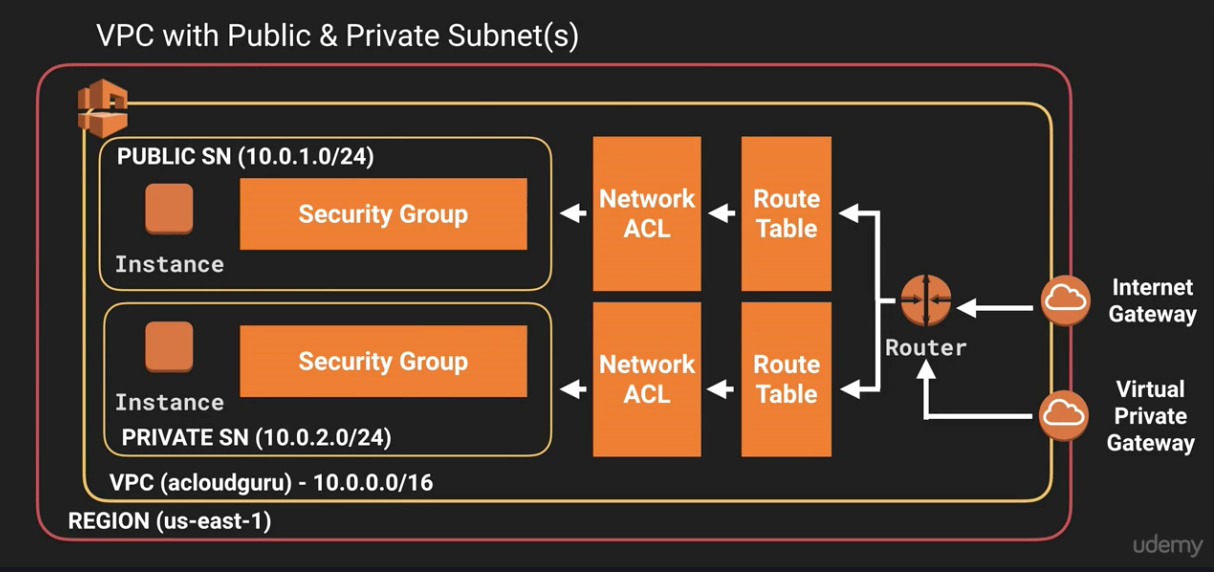 VPC with Public & Private Subnet(s)
PUBLIC SN (10.0.1.0/24)
Instance
Security Group
Network
ACL
Route
Table
Router
Internet
Gateway
Instance
Security Group
Network
ACL
Route
Table
Virtual
Private
Gateway
PRIVATE SN (10.0.2.0/24)
VPC (acloudguru) - 10.0.0.0/16
REGION (us-east-1)
udemy